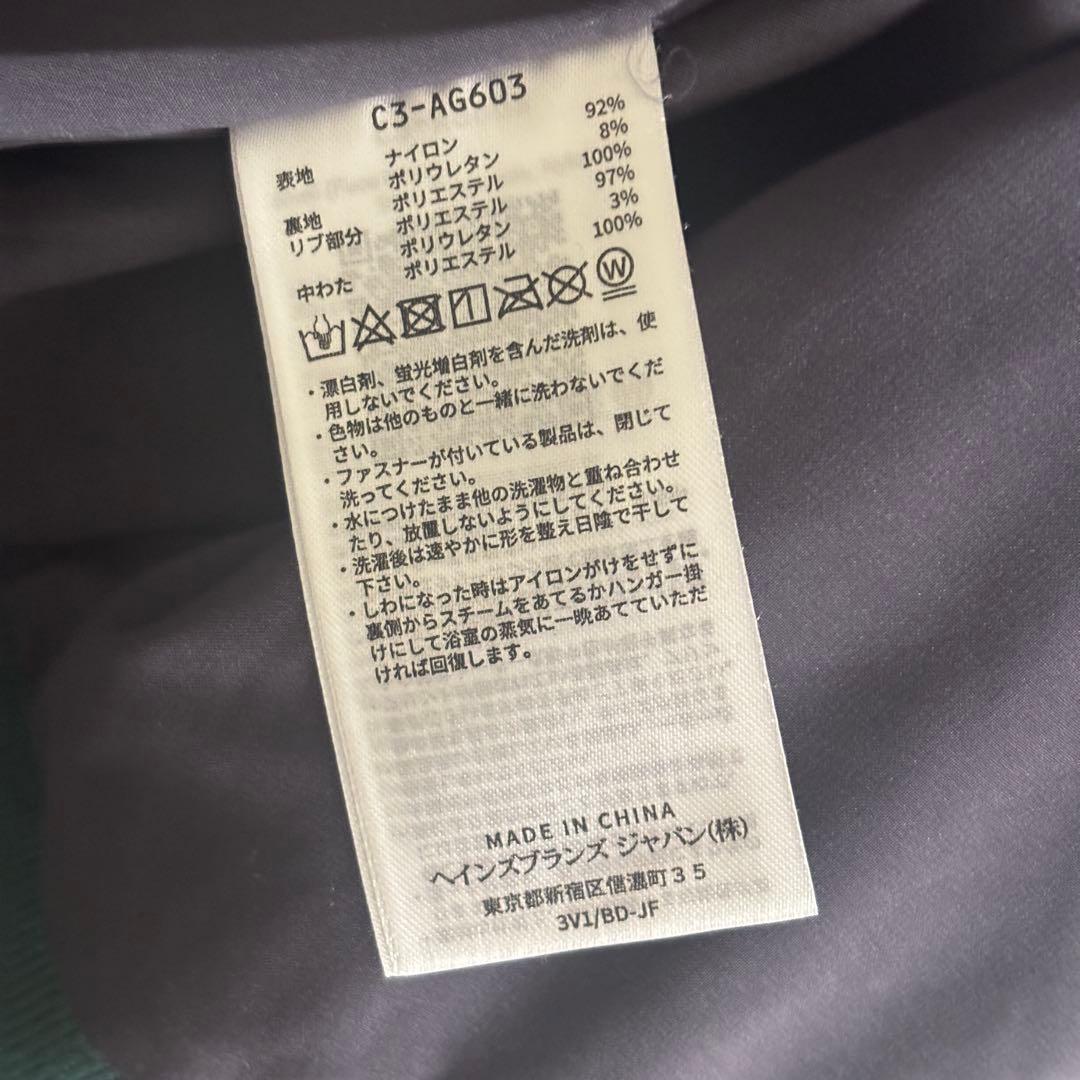 C3-AG603
表地 ナイロン 92%
ポリウレタン 8%
裏地 ポリエステル 100%
リブ部分 ポリエステル 97%
ポリウレタン 3%
中わた ポリエステル 100%
W
・漂白剤、蛍光増白剤を含んだ洗剤は、使
用しないでください。
・色物は他のものと一緒に洗わないでくだ
さい。
・ファスナーが付いている製品は、閉じて
洗ってください。
・水につけたまま他の洗濯物と重ね合わせ
たり、放置しないようにしてください。
・洗濯後は速やかに形を整え日陰で干して
下さい。
・しわになった時はアイロンがけをせずに
裏側からスチームをあてるかハンガー掛
けにして浴室の蒸気に一晩あてていただ
ければ回復します。
MADE IN CHINA
ヘインズブランズ ジャパン(株)
東京都新宿区信濃町35
3V1/BD-JF